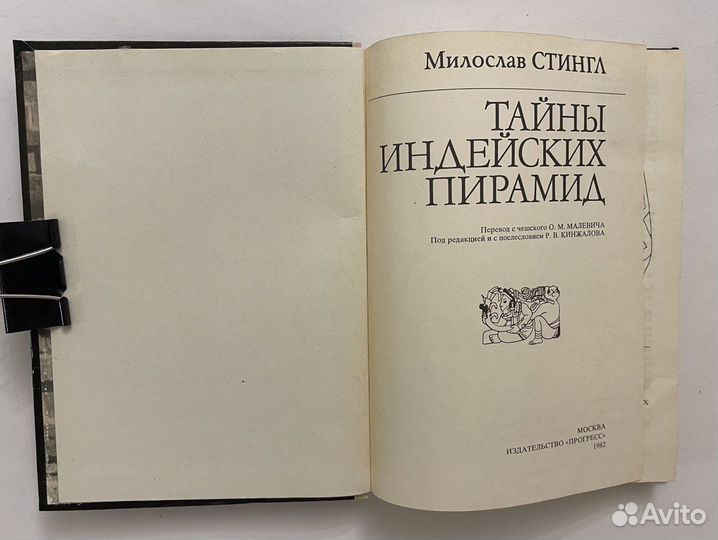 Милослав СТИНГЛ
ТАЙНЫ
ИНДЕЙСКИХ
ПИРАМИД
Перевод с чешского О. М. МАЛЕВИЧА
Под редакцией и с послесловием Р. В. КИНЖАЛОВА
МОСКВА
ИЗДАТЕЛЬСТВО «ПРОГРЕСС»
1982
х
Avito